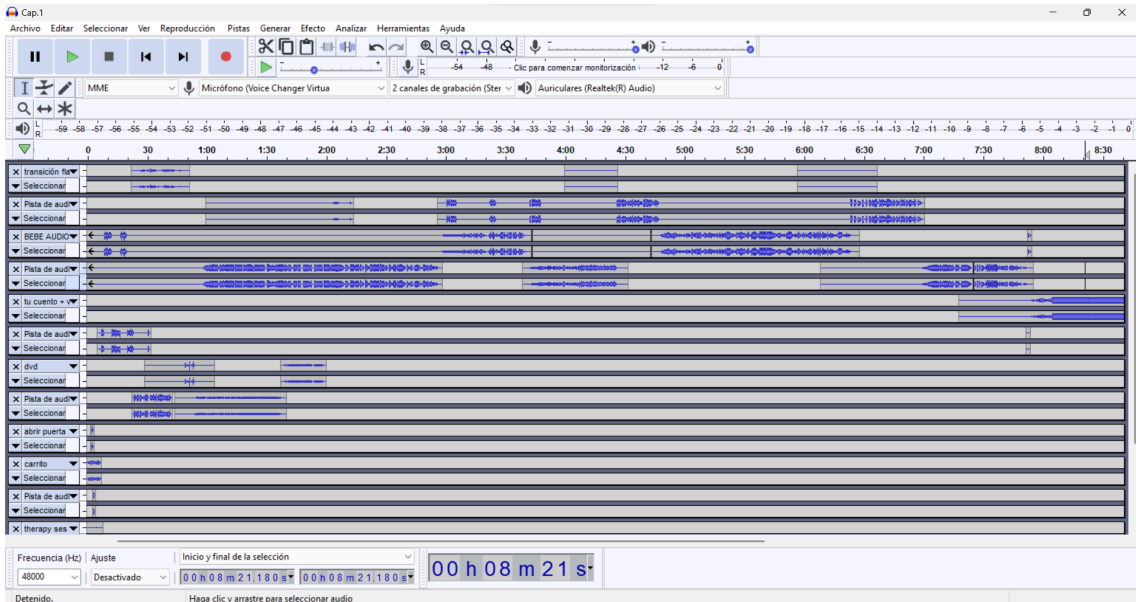 Cap.1
Archivo Editar Seleccionar Ver Reproducción Pistas Generar Efecto Analizar Herramientas Ayuda
- +
- +
- +
L R -54 -48 Clic para comenzar monitorización -12 -6 0
MME Micrófono (Voice Changer Virtua 2 canales de grabación (Ster Auriculares (Realtek(R) Audio)
L R -59 -58 -57 -56 -55 -54 -53 -52 -51 -50 -49 -48 -47 -46 -45 -44 -43 -42 -41 -40 -39 -38 -37 -36 -35 -34 -33 -32 -31 -30 -29 -28 -27 -26 -25 -24 -23 -22 -21 -20 -19 -18 -17 -16 -15 -14 -13 -12 -11 -10 -9 -8 -7 -6 -5 -4 -3 -2 -1 0
0 30 1:00 1:30 2:00 2:30 3:00 3:30 4:00 4:30 5:00 5:30 6:00 6:30 7:00 7:30 8:00 8:30
transición fla
Seleccionar
Pista de audi
Seleccionar
BEBE AUDIO
Seleccionar
Pista de audi
Seleccionar
tu cuento + v
Seleccionar
Pista de audi
Seleccionar
dvd
Seleccionar
Pista de audi
Seleccionar
abrir puerta
Seleccionar
carrito
Seleccionar
Pista de audi
Seleccionar
therapy ses
Frecuencia (Hz) Ajuste Inicio y final de la selección
48000 Desactivado 00 h 08 m 21.180 s 00 h 08 m 21.180 s
00 h 08 m 21 s
Detenido. Haga clic y arrastre para seleccionar audio